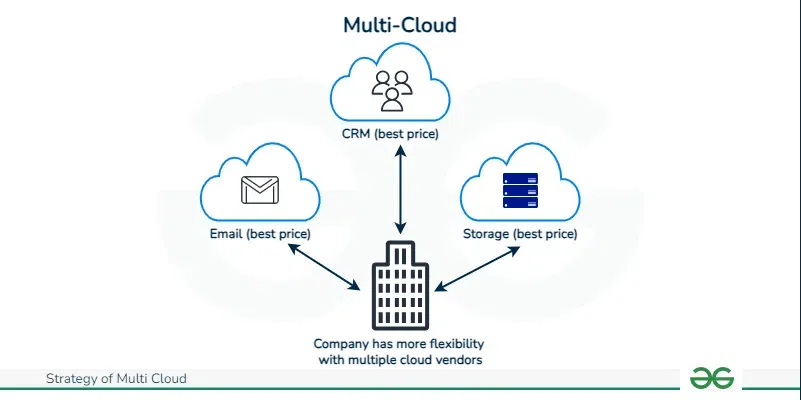 Multi-Cloud
CRM (best price)
Email (best price)
Storage (best price)
Company has more flexibility
with multiple cloud vendors
Strategy of Multi Cloud